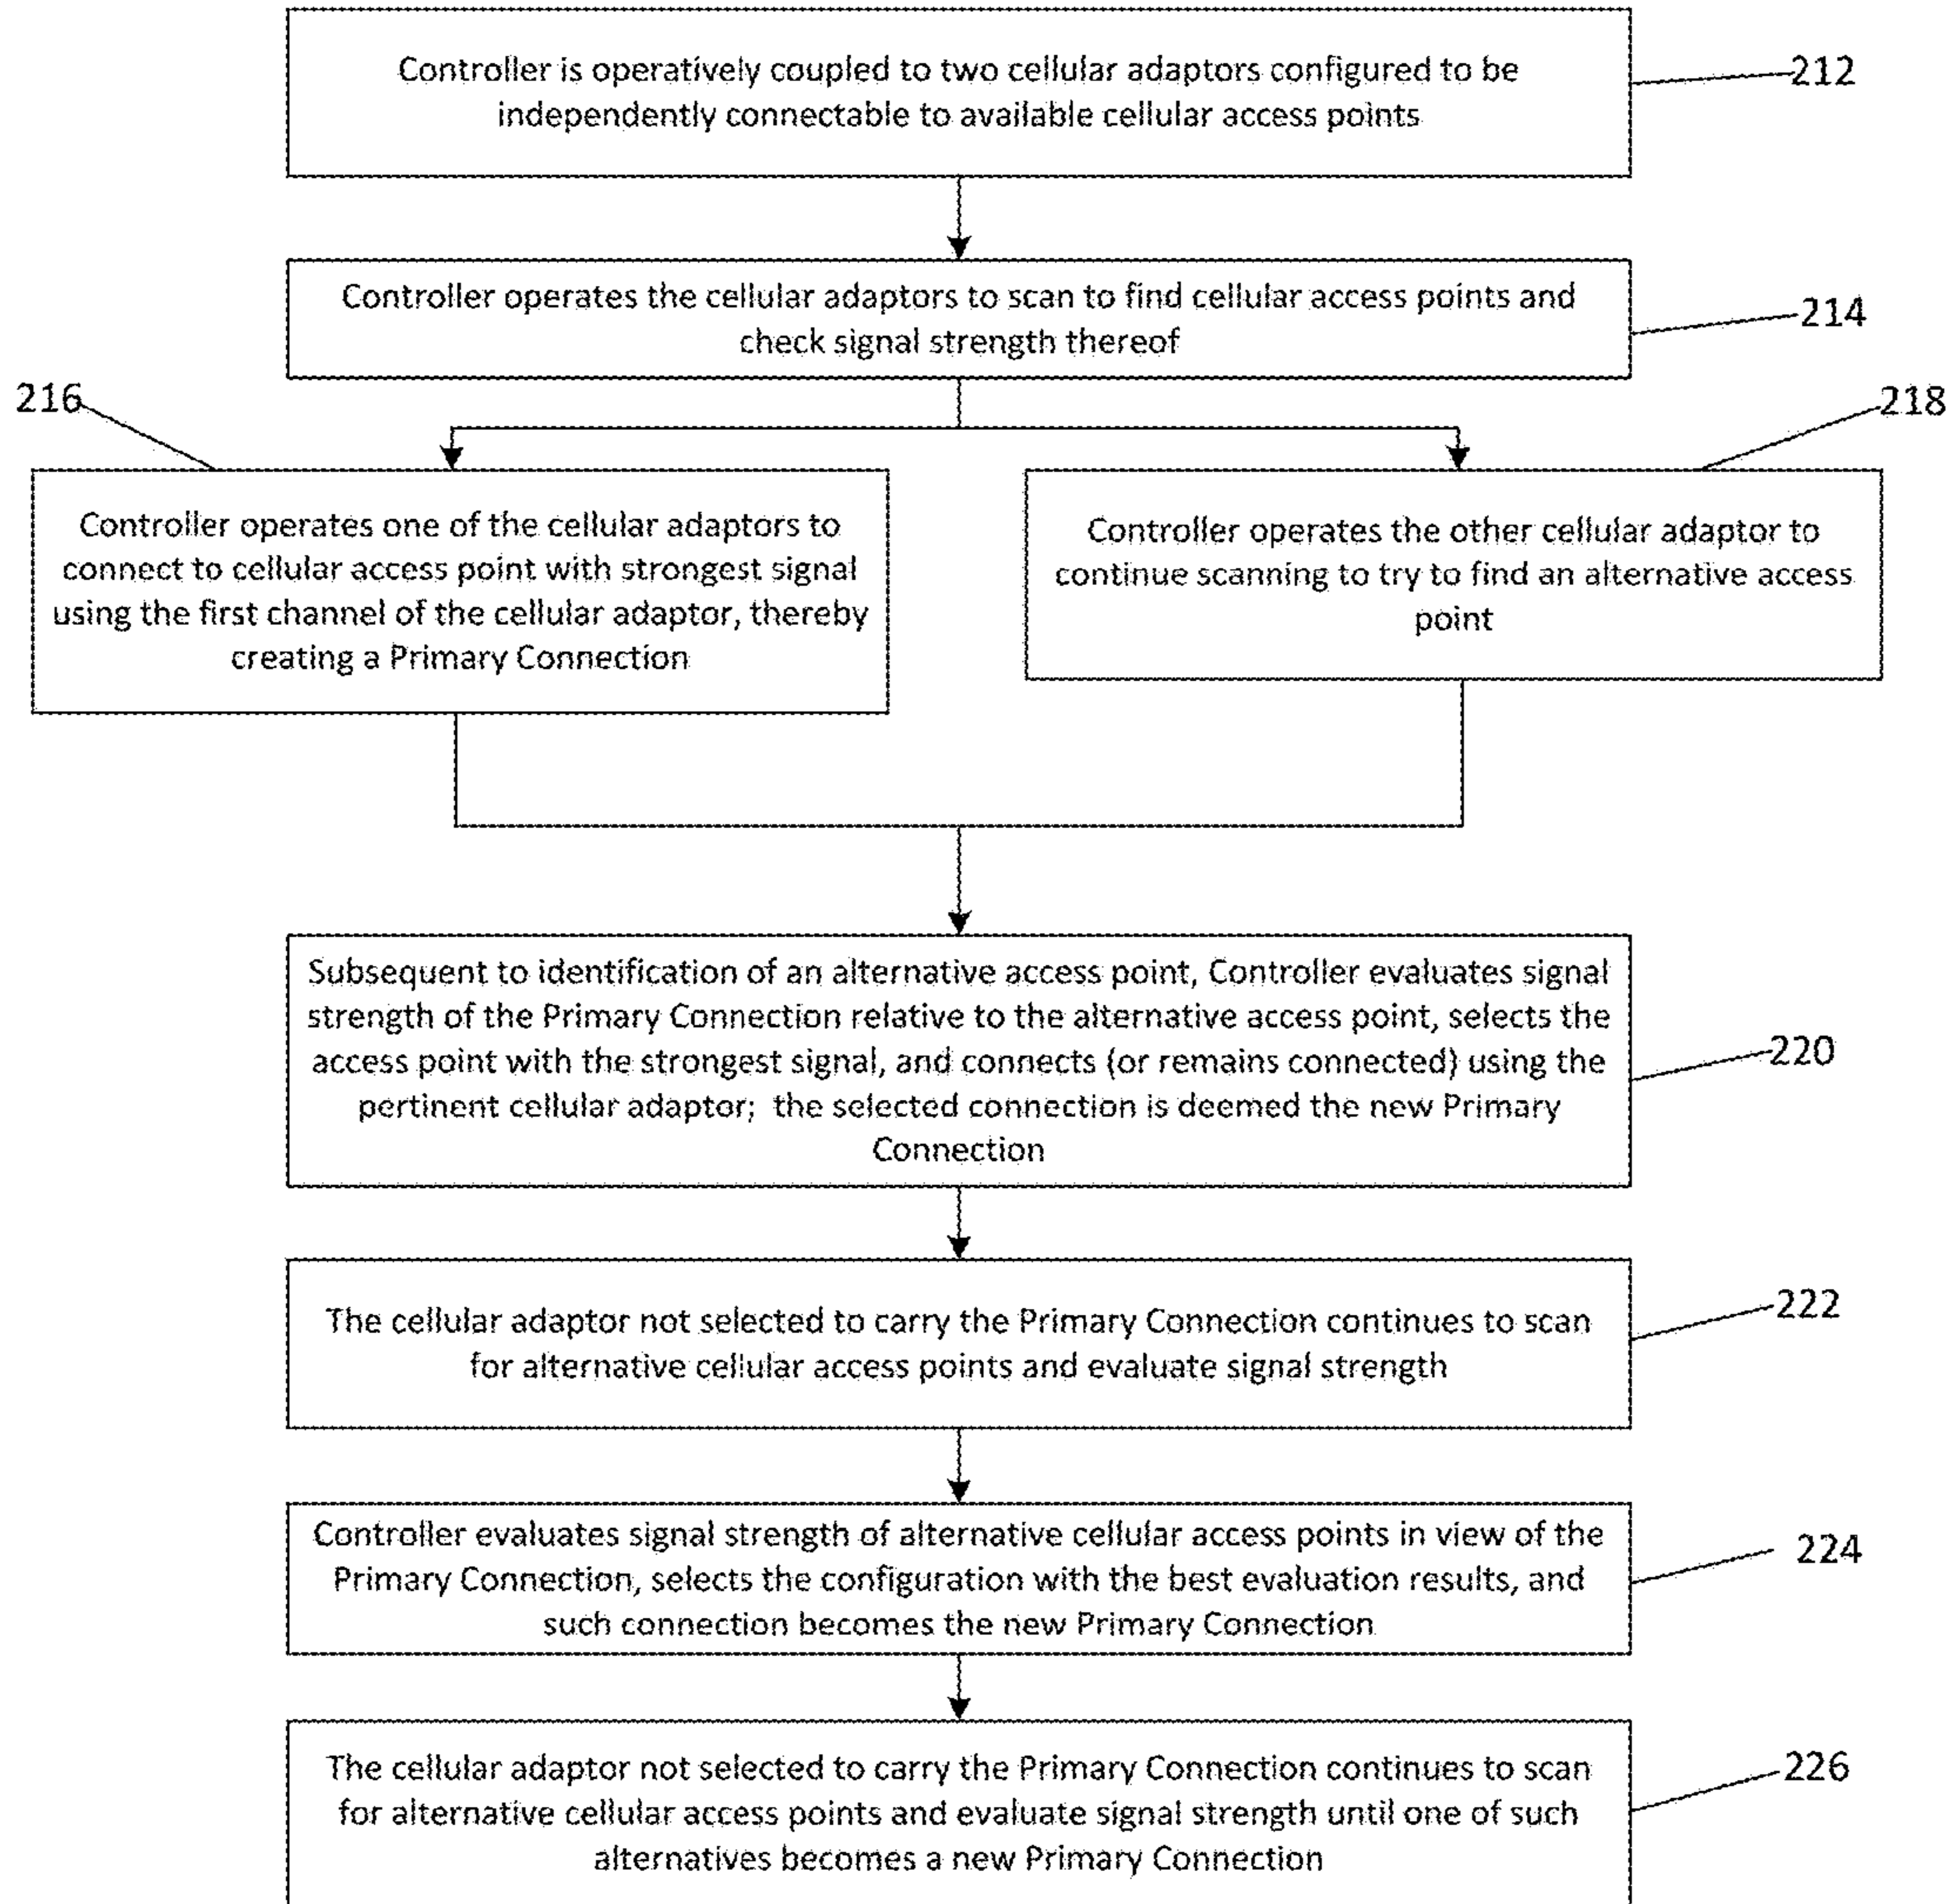 Controller is operatively coupled to two cellular adaptors configured to be
independently connectable to available cellular access points
212
Controller operates the cellular adaptors to scan to find cellular access points and
check signal strength thereof
214
216
218
Controller operates one of the cellular adaptors to
connect to cellular access point with strongest signal
using the first channel of the cellular adaptor, thereby
creating a Primary Connection
Controller operates the other cellular adaptor to
continue scanning to try to find an alternative access
point
Subsequent to identification of an alternative access point, Controller evaluates signal
strength of the Primary Connection relative to the alternative access point, selects the
access point with the strongest signal, and connects (or remains connected) using the
pertinent cellular adaptor; the selected connection is deemed the new Primary
Connection
220
The cellular adaptor not selected to carry the Primary Connection continues to scan
for alternative cellular access points and evaluate signal strength
222
Controller evaluates signal strength of alternative cellular access points in view of the
Primary Connection, selects the configuration with the best evaluation results, and
such connection becomes the new Primary Connection
224
The cellular adaptor not selected to carry the Primary Connection continues to scan
for alternative cellular access points and evaluate signal strength until one of such
alternatives becomes a new Primary Connection
226